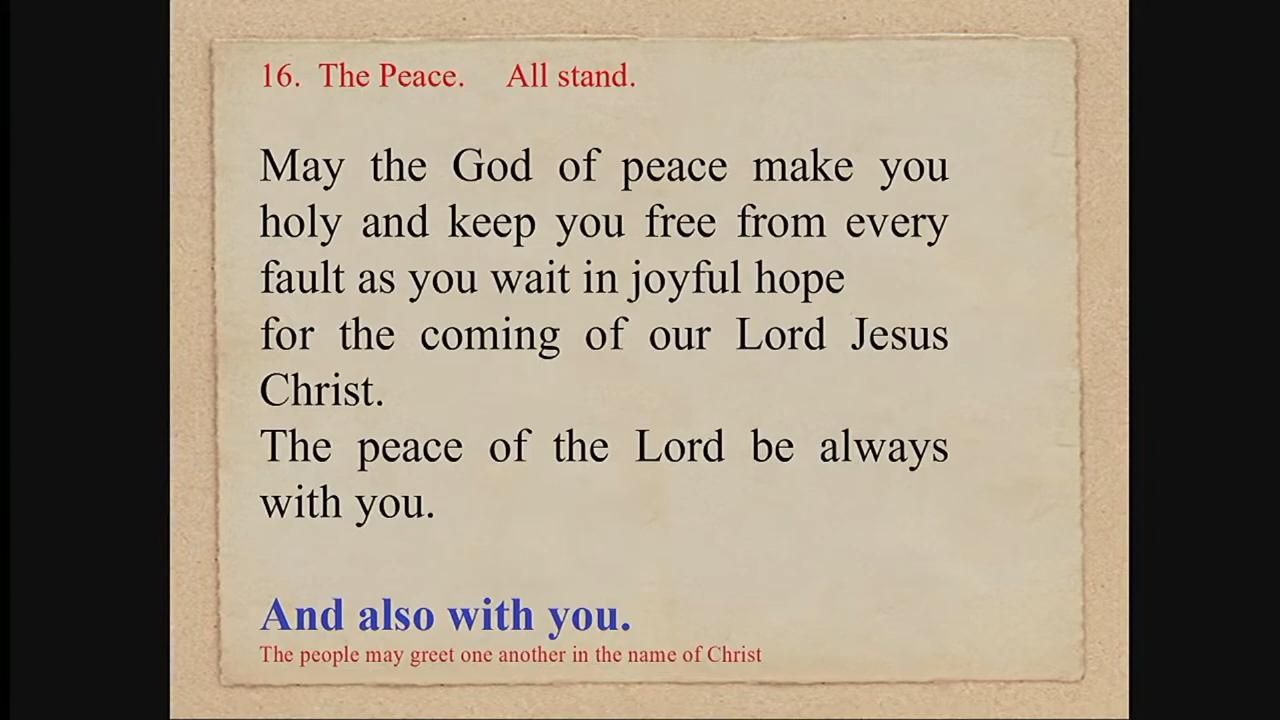 16. The Peace. All stand.
May the God of peace make you
holy and keep you free from every
fault as you wait in joyful hope
for the coming of our Lord Jesus
Christ.
The peace of the Lord be always
with you.
And also with you.
The people may greet one another in the name of Christ